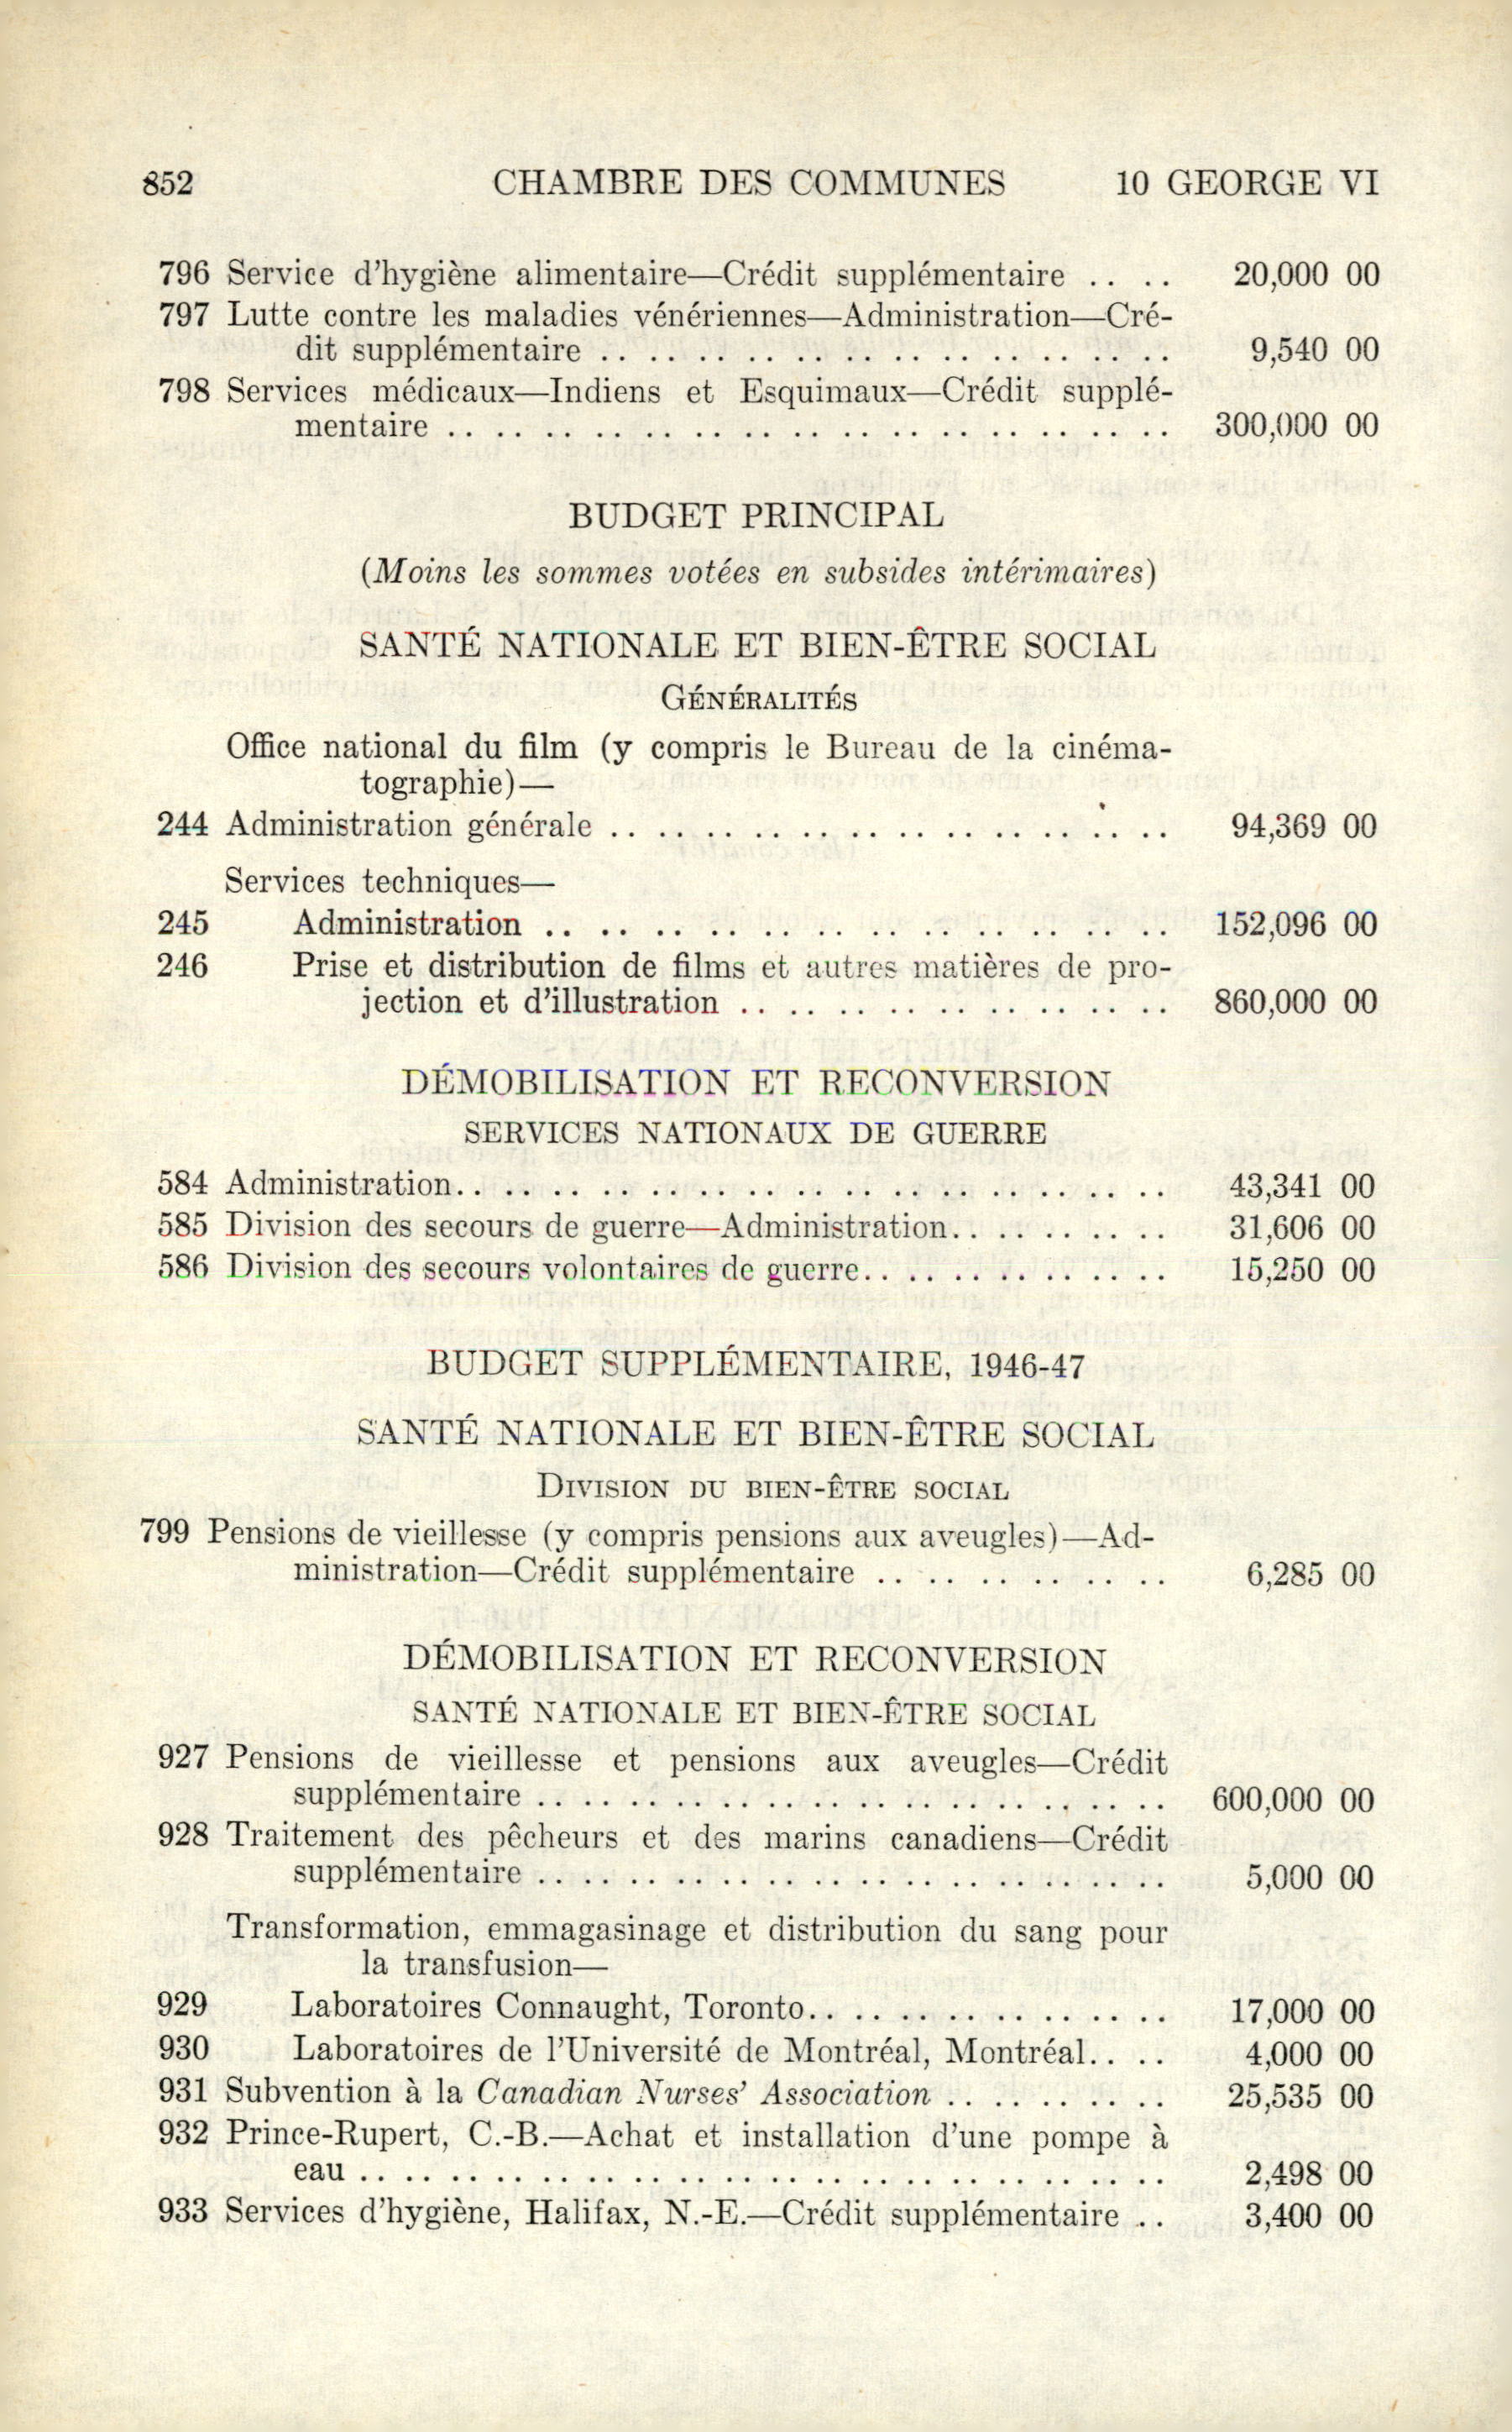 852 CHAMBRE DES COMMUNES 10 GEORGE VI
796 Service d'hygiène alimentaire—Crédit supplémentaire .. .. 20,000 00
797 Lutte contre les maladies vénériennes—Administration—Cré-
dit supplémentaire .. .. .. .. .. .. .. .. .. .. .. .. 9,540 00
798 Services médicaux—Indiens et Esquimaux—Crédit supplé-
mentaire .. .. .. .. .. .. .. .. .. .. .. .. .. .. .. 300,000 00
BUDGET PRINCIPAL
(Moins les sommes votées en subsides intérimaires)
SANTÉ NATIONALE ET BIEN-ÊTRE SOCIAL
GÉNÉRALITÉS
Office national du film (y compris le Bureau de la cinéma-
tographie)—
244 Administration générale .. .. .. .. .. .. .. .. .. .. .. .. 94,369 00
Services techniques—
245 Administration .. .. .. .. .. .. .. .. .. .. .. .. 152,096 00
246 Prise et distribution de films et autres matières de pro-
jection et d'illustration .. .. .. .. .. .. .. .. .. 860,000 00
DÉMOBILISATION ET RECONVERSION
SERVICES NATIONAUX DE GUERRE
584 Administration.. .. .. .. .. .. .. .. .. .. .. .. .. .. .. 43,341 00
585 Division des secours de guerre—Administration.. .. .. .. .. 31,606 00
586 Division des secours volontaires de guerre.. .. .. .. .. .. .. 15,250 00
BUDGET SUPPLÉMENTAIRE, 1946-47
SANTÉ NATIONALE ET BIEN-ÊTRE SOCIAL
DIVISION DU BIEN-ÊTRE SOCIAL
799 Pensions de vieillesse (y compris pensions aux aveugles)—Ad-
ministration—Crédit supplémentaire .. .. .. .. .. .. 6,285 00
DÉMOBILISATION ET RECONVERSION
SANTÉ NATIONALE ET BIEN-ÊTRE SOCIAL
927 Pensions de vieillesse et pensions aux aveugles—Crédit
supplémentaire .. .. .. .. .. .. .. .. .. .. .. .. .. .. 600,000 00
928 Traitement des pêcheurs et des marins canadiens—Crédit
supplémentaire .. .. .. .. .. .. .. .. .. .. .. .. .. .. 5,000 00
Transformation, emmagasinage et distribution du sang pour
la transfusion—
929 Laboratoires Connaught, Toronto.. .. .. .. .. .. .. .. 17,000 00
930 Laboratoires de l'Université de Montréal, Montréal.. .. 4,000 00
931 Subvention à la Canadian Nurses' Association .. .. .. .. .. 25,535 00
932 Prince-Rupert, C.-B.—Achat et installation d'une pompe à
eau .. .. .. .. .. .. .. .. .. .. .. .. .. .. .. .. .. .. 2,498 00
933 Services d'hygiène, Halifax, N.-E.—Crédit supplémentaire .. 3,400 00